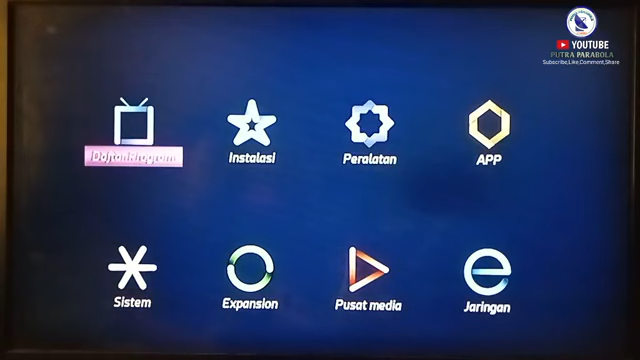 YOUTUBE
PUTRA PARABOLA
Subscribe,Like,Comment,Share
Daftar Program
Instalasi
Peralatan
APP
Sistem
Expansion
Pusat media
Jaringan